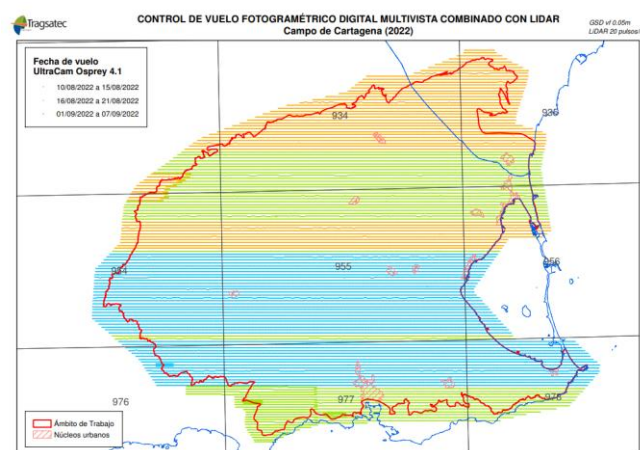 Tragsatec
CONTROL DE VUELO FOTOGRAMÉTRICO DIGITAL MULTIVISTA COMBINADO CON LIDAR
Campo de Cartagena (2022)
GSD vf 0.05m
LIDAR 20 pulsos/
Fecha de vuelo
UltraCam Osprey 4.1
10/08/2022 a 15/08/2022
16/08/2022 a 21/08/2022
01/09/2022 a 07/09/2022
934
935
954
955
956
976
977
978
Ámbito de Trabajo
Núcleos urbanos